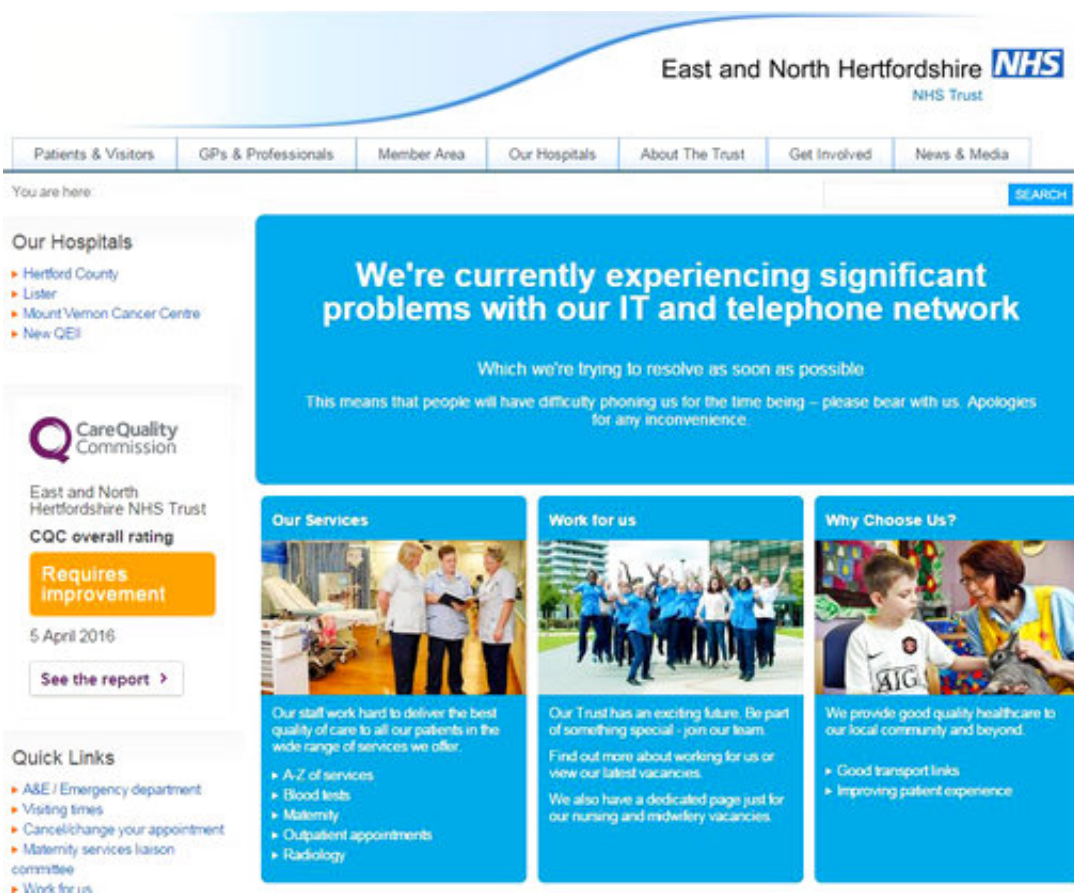 East and North Hertfordshire NHS
NHS Trust
Patients & Visitors
GPs & Professionals
Member Area
Our Hospitals
About The Trust
Get Involved
News & Media
You are here:
SEARCH
Our Hospitals
Hertford County
Lister
Mount Vernon Cancer Centre
New QEII
CareQuality
Commission
East and North
Hertfordshire NHS Trust
CQC overall rating
Requires
improvement
5 April 2016
See the report
Quick Links
A&E / Emergency department
Visiting times
Cancel/change your appointment
Maternity services liaison
committee
Work for us
We're currently experiencing significant
problems with our IT and telephone network
Which we're trying to resolve as soon as possible
This means that people will have difficulty phoning us for the time being – please bear with us. Apologies
for any inconvenience.
Our Services
Our staff work hard to deliver the best
quality of care to all our patients in the
wide range of services we offer.
A-Z of services
Blood tests
Maternity
Outpatient appointments
Radiology
Work for us
Our Trust has an exciting future. Be part
of something special - join our team.
Find out more about working for us or
view our latest vacancies.
We also have a dedicated page just for
our nursing and midwifery vacancies.
Why Choose Us?
AIG
We provide good quality healthcare to
our local community and beyond.
Good transport links
Improving patient experience